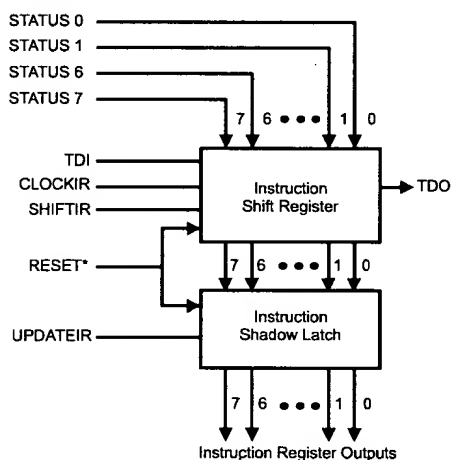 STATUS 0
STATUS 1
STATUS 6
STATUS 7
7 6 ••• 1 0
TDI
CLOCKIR
SHIFTIR
Instruction
Shift Register
TDO
RESET*
7 6 ••• 1 0
UPDATEIR
Instruction
Shadow Latch
7 6 ••• 1 0
Instruction Register Outputs